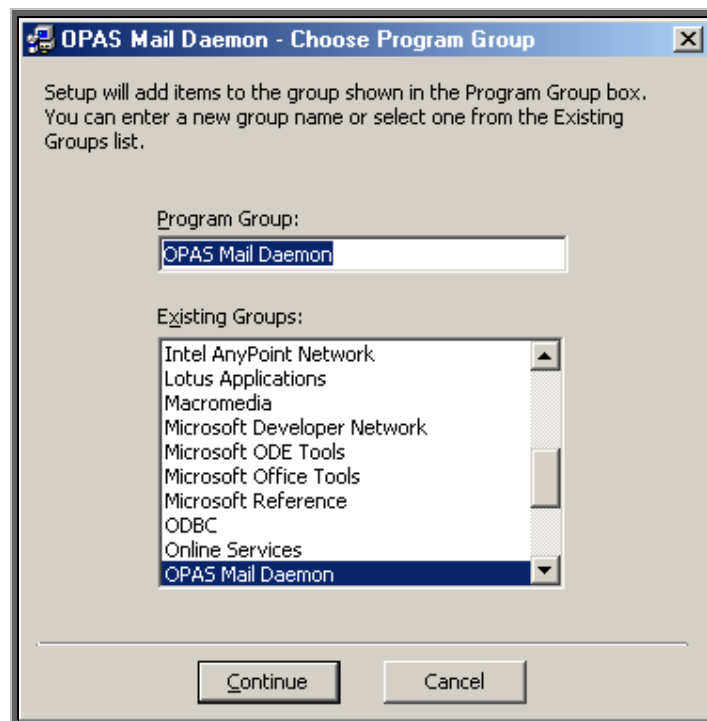 OPAS Mail Daemon - Choose Program Group
Setup will add items to the group shown in the Program Group box.
You can enter a new group name or select one from the Existing
Groups list.
Program Group:
OPAS Mail Daemon
Existing Groups:
Intel AnyPoint Network
Lotus Applications
Macromedia
Microsoft Developer Network
Microsoft ODE Tools
Microsoft Office Tools
Microsoft Reference
ODBC
Online Services
OPAS Mail Daemon
Continue Cancel